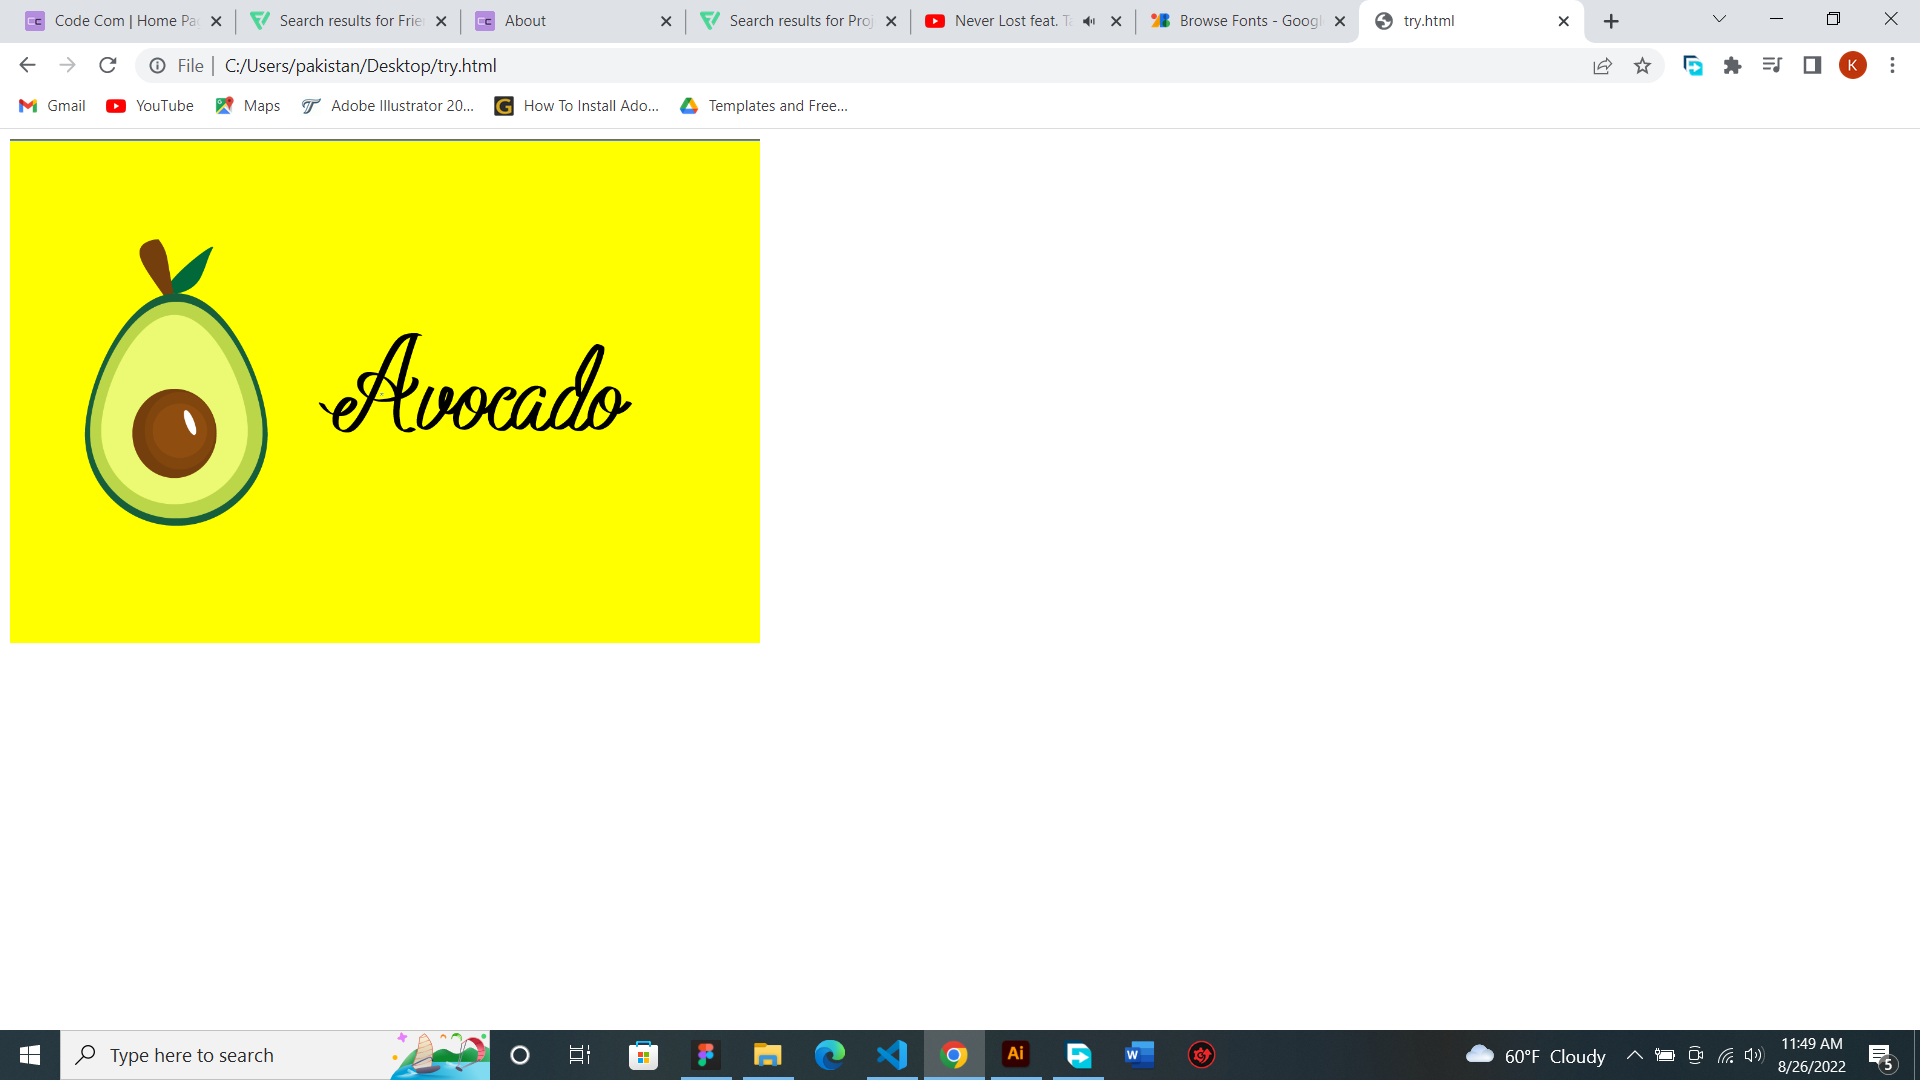 Code Com | Home Pa
Search results for Frie
About
Search results for Proj
Never Lost feat. Ta
Browse Fonts - Googl
try.html
File
C:/Users/pakistan/Desktop/try.html
K
Gmail
YouTube
Maps
Adobe Illustrator 20...
How To Install Ado...
Templates and Free...
Avocado
Type here to search
Ai
W
60°F Cloudy
11:49 AM
8/26/2022
5